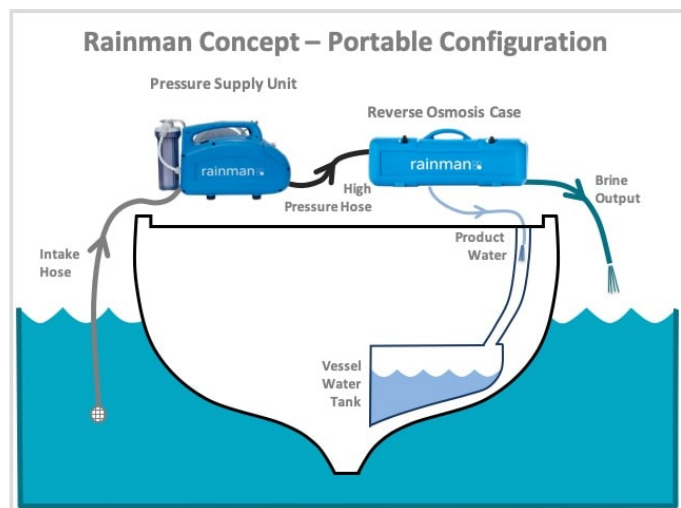 Rainman Concept – Portable Configuration
Pressure Supply Unit
Reverse Osmosis Case
rainman
rainman
High
Pressure Hose
Brine
Output
Intake
Hose
Product
Water
Vessel
Water
Tank